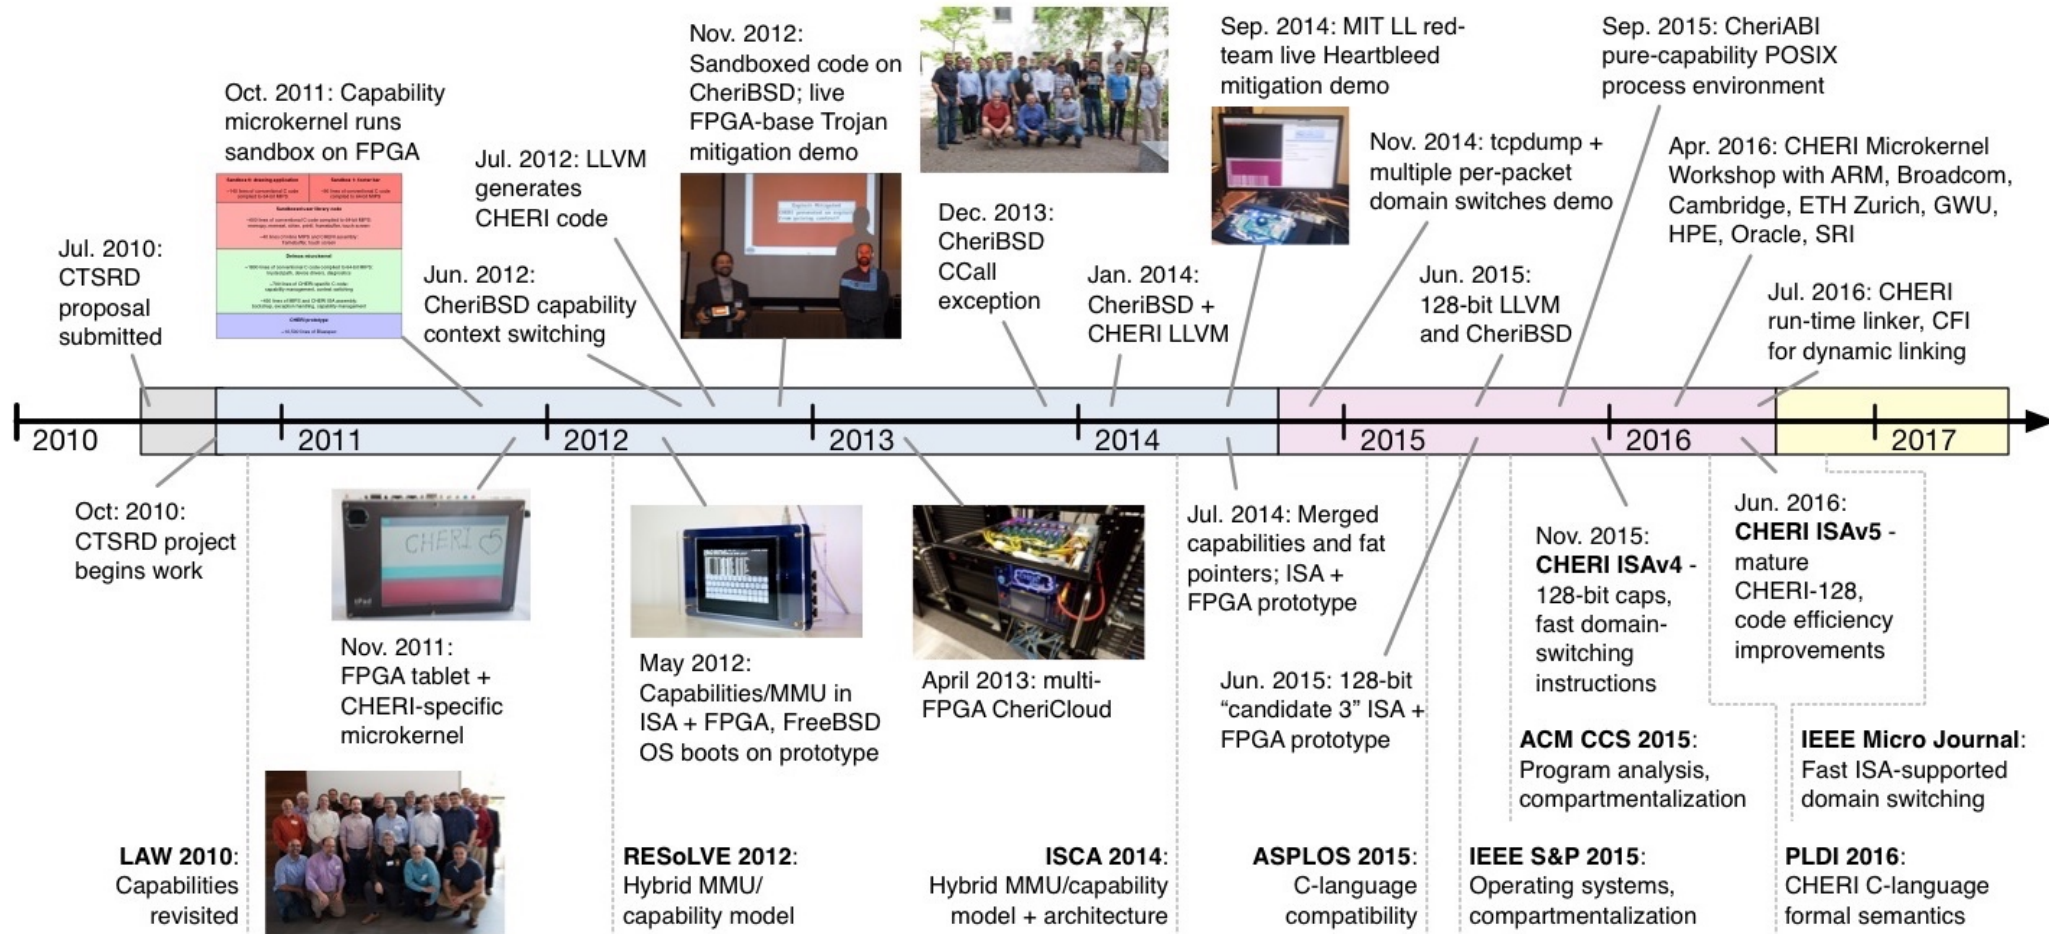 Nov. 2012:
Sandboxed code on
CheriBSD; live
FPGA-base Trojan
mitigation demo
Sep. 2014: MIT LL red-
team live Heartbleed
mitigation demo
Sep. 2015: CheriABI
pure-capability POSIX
process environment
Oct. 2011: Capability
microkernel runs
sandbox on FPGA
Jul. 2012: LLVM
generates
CHERI code
Nov. 2014: tcpdump +
multiple per-packet
domain switches demo
Apr. 2016: CHERI Microkernel
Workshop with ARM, Broadcom,
Cambridge, ETH Zurich, GWU,
HPE, Oracle, SRI
Jul. 2010:
CTSRD
proposal
submitted
Jun. 2012:
CheriBSD capability
context switching
Dec. 2013:
CheriBSD
CCall
exception
Jan. 2014:
CheriBSD +
CHERI LLVM
Jun. 2015:
128-bit LLVM
and CheriBSD
Jul. 2016: CHERI
run-time linker, CFI
for dynamic linking
2010
2011
2012
2013
2014
2015
2016
2017
Oct: 2010:
CTSRD project
begins work
CHERI
iPad
Nov. 2011:
FPGA tablet +
CHERI-specific
microkernel
May 2012:
Capabilities/MMU in
ISA + FPGA, FreeBSD
OS boots on prototype
CHERI
April 2013: multi-
FPGA CheriCloud
Jul. 2014: Merged
capabilities and fat
pointers; ISA +
FPGA prototype
Jun. 2015: 128-bit
“candidate 3” ISA +
FPGA prototype
Nov. 2015:
CHERI ISAv4 -
128-bit caps,
fast domain-
switching
instructions
Jun. 2016:
CHERI ISAv5 -
mature
CHERI-128,
code efficiency
improvements
ACM CCS 2015:
Program analysis,
compartmentalization
IEEE Micro Journal:
Fast ISA-supported
domain switching
LAW 2010:
Capabilities
revisited
RESoLVE 2012:
Hybrid MMU/
capability model
ISCA 2014:
Hybrid MMU/capability
model + architecture
ASPLOS 2015:
C-language
compatibility
IEEE S&P 2015:
Operating systems,
compartmentalization
PLDI 2016:
CHERI C-language
formal semantics